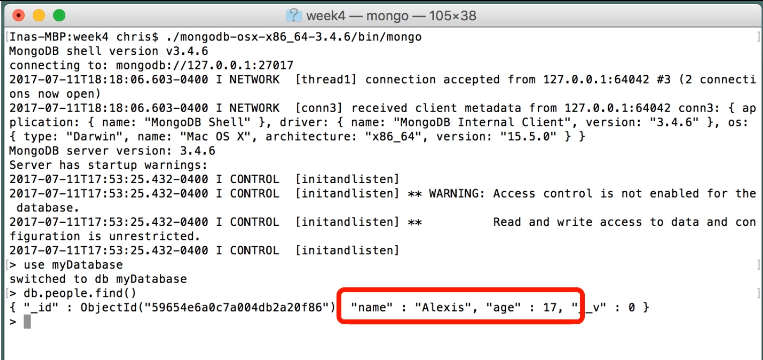 week4 — mongo — 105×38
Inas-MBP:week4 chris$ ./mongodb-osx-x86_64-3.4.6/bin/mongo
MongoDB shell version v3.4.6
connecting to: mongodb://127.0.0.1:27017
2017-07-11T18:18:06.603-0400 I NETWORK  [thread1] connection accepted from 127.0.0.1:64042 #3 (2 connecti
ons now open)
2017-07-11T18:18:06.603-0400 I NETWORK  [conn3] received client metadata from 127.0.0.1:64042 conn3: { ap
plication: { name: "MongoDB Shell" }, driver: { name: "MongoDB Internal Client", version: "3.4.6" }, os:
{ type: "Darwin", name: "Mac OS X", architecture: "x86_64", version: "15.5.0" } }
MongoDB server version: 3.4.6
Server has startup warnings:
2017-07-11T17:53:25.432-0400 I CONTROL  [initandlisten]
2017-07-11T17:53:25.432-0400 I CONTROL  [initandlisten] ** WARNING: Access control is not enabled for the
 database.
2017-07-11T17:53:25.432-0400 I CONTROL  [initandlisten] **          Read and write access to data and con
figuration is unrestricted.
2017-07-11T17:53:25.432-0400 I CONTROL  [initandlisten]
> use myDatabase
switched to db myDatabase
> db.people.find()
{ "_id" : ObjectId("59654e6a0c7a004db2a20f86") "name" : "Alexis", "age" : 17, "__v" : 0 }
>